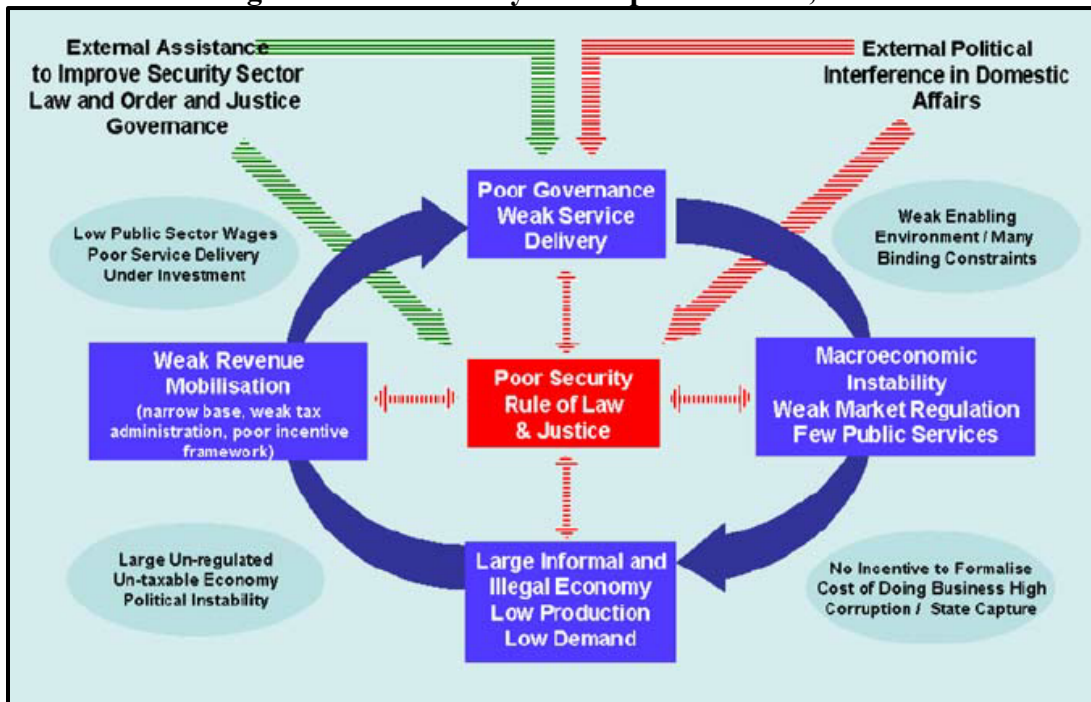 External Assistance
to Improve Security Sector
Law and Order and Justice
Governance
External Political
Interference in Domestic
Affairs
Poor Governance
Weak Service
Delivery
Low Public Sector Wages
Poor Service Delivery
Under Investment
Weak Enabling
Environment / Many
Binding Constraints
Weak Revenue
Mobilisation
(narrow base, weak tax
administration, poor incentive
framework)
Poor Security
Rule of Law
& Justice
Macroeconomic
Instability
Weak Market Regulation
Few Public Services
Large Un-regulated
Un-taxable Economy
Political Instability
Large Informal and
Illegal Economy
Low Production
Low Demand
No Incentive to Formalise
Cost of Doing Business High
Corruption / State Capture